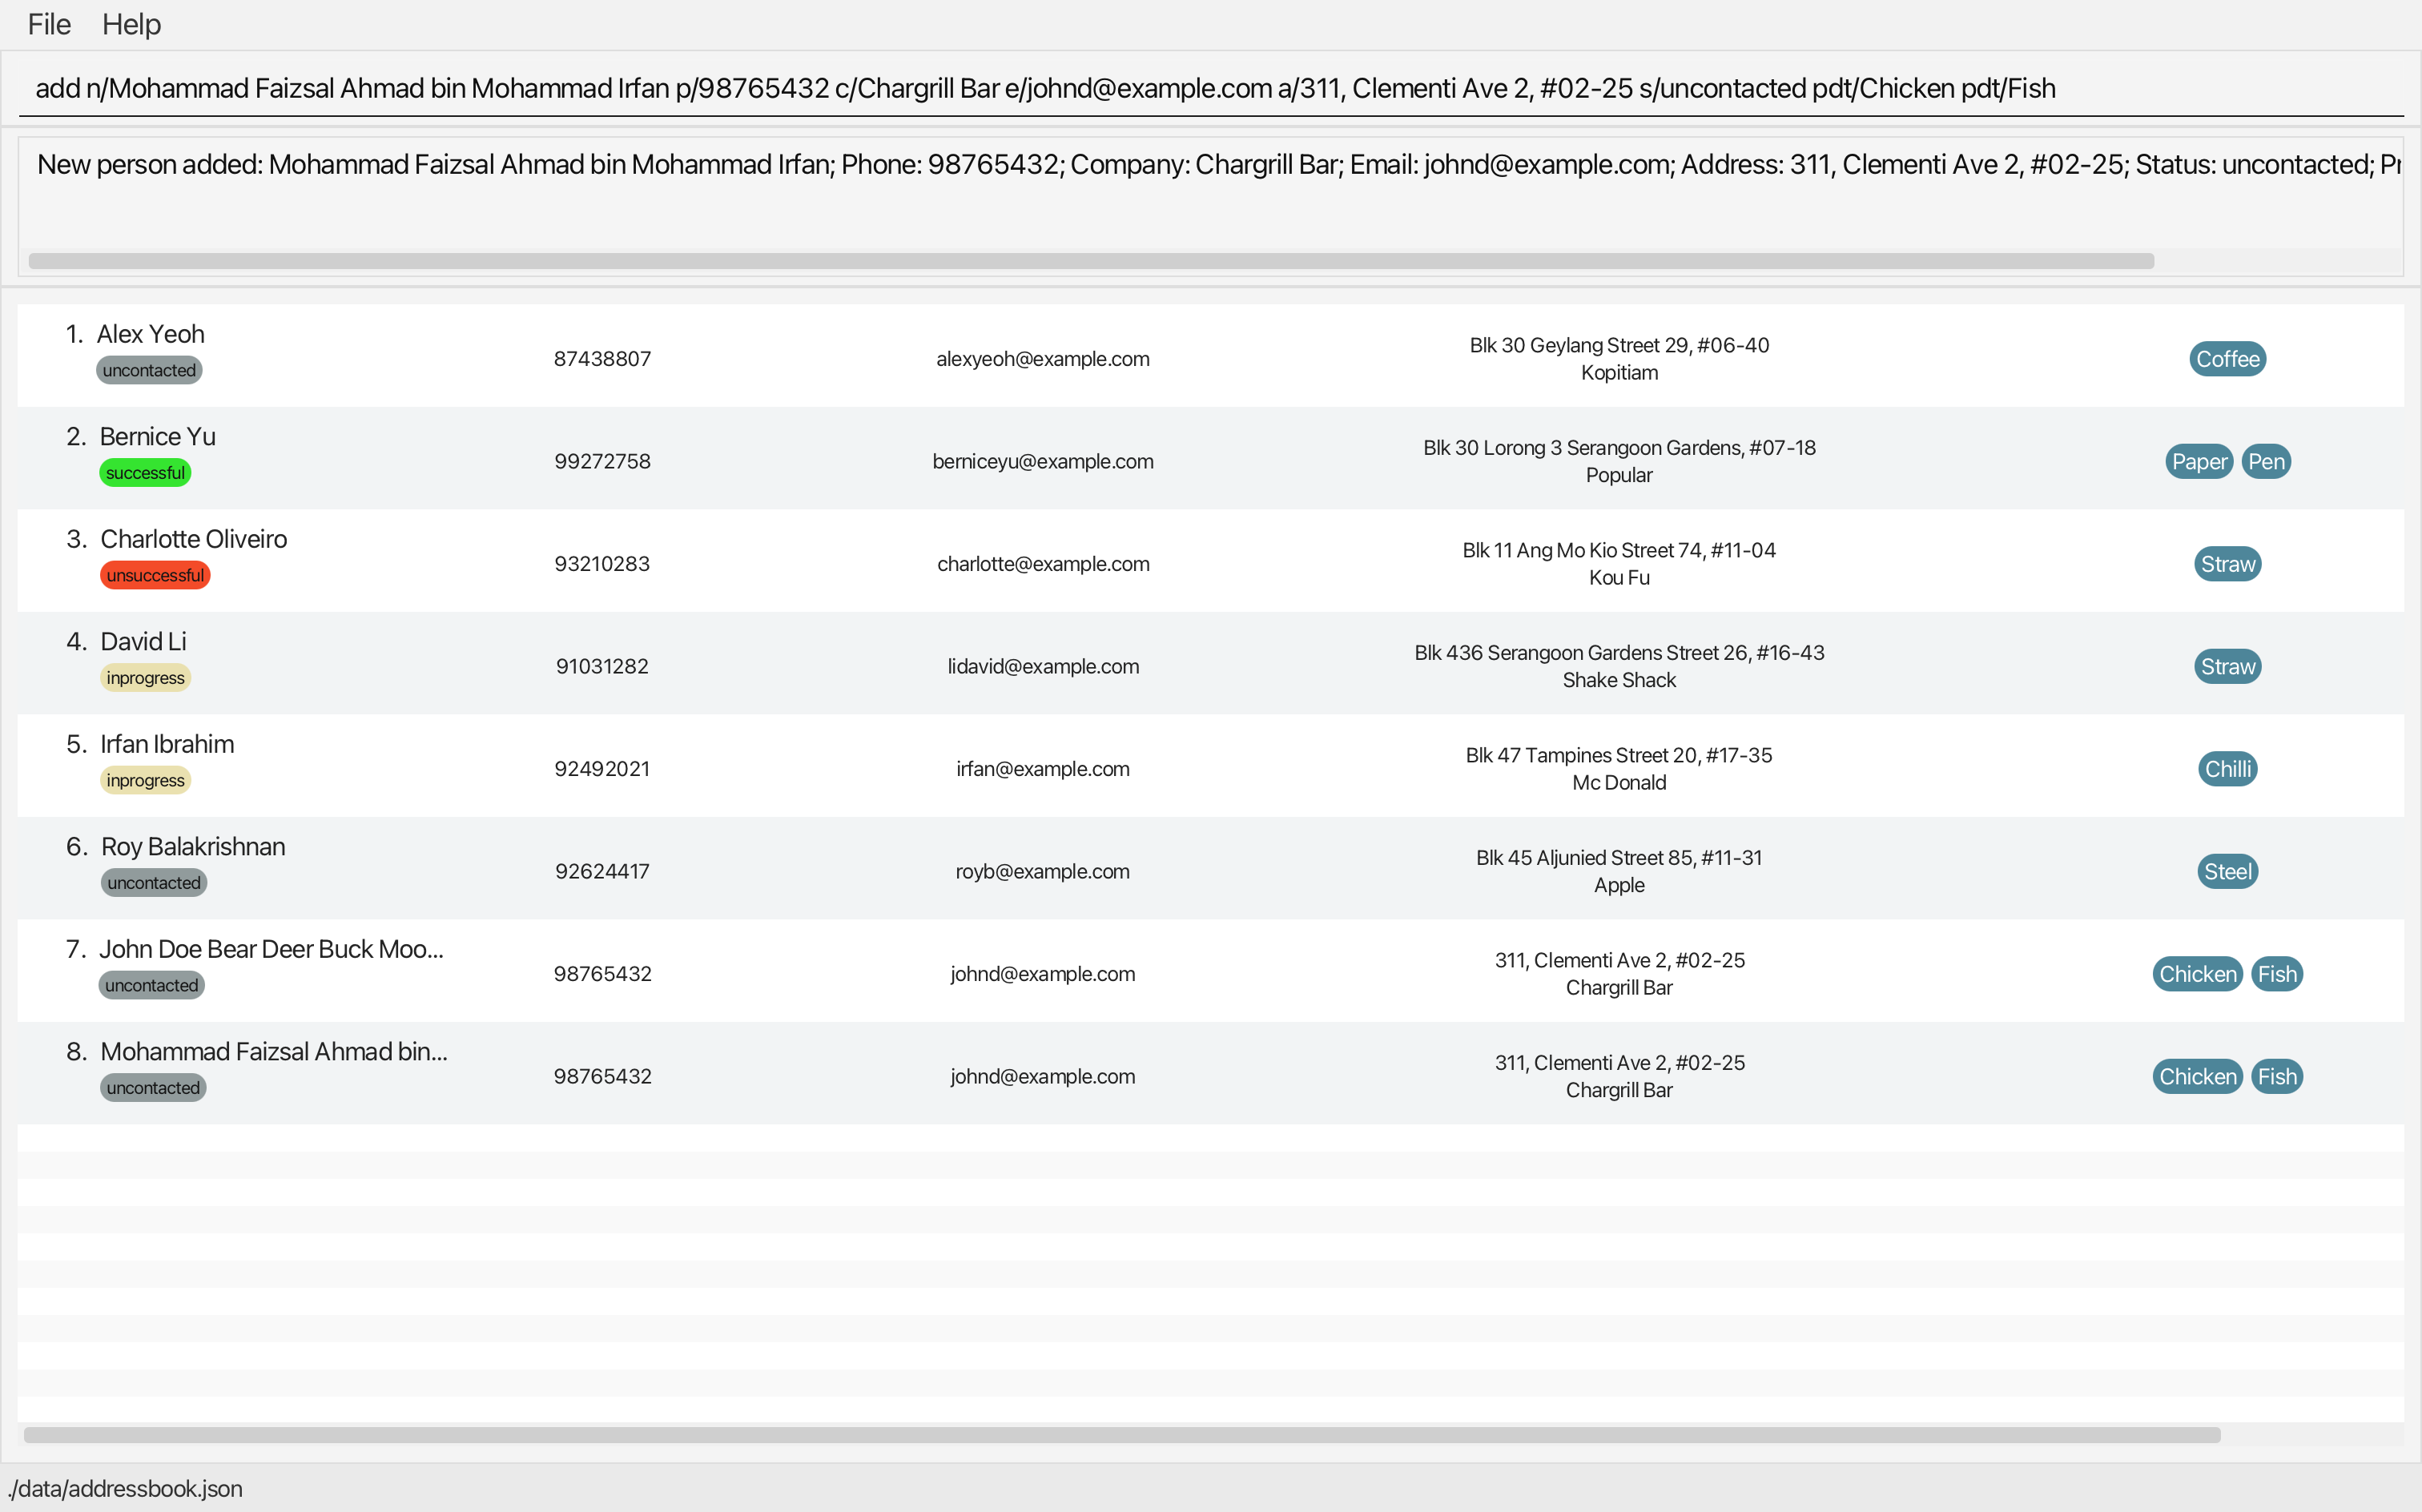 File Help
add n/Mohammad Faizsal Ahmad bin Mohammad Irfan p/98765432 c/Chargrill Bar e/johnd@example.com a/311, Clementi Ave 2, #02-25 s/uncontacted pdt/Chicken pdt/Fish
New person added: Mohammad Faizsal Ahmad bin Mohammad Irfan; Phone: 98765432; Company: Chargrill Bar; Email: johnd@example.com; Address: 311, Clementi Ave 2, #02-25; Status: uncontacted; Pr
1. Alex Yeoh
uncontacted
87438807
alexyeoh@example.com
Blk 30 Geylang Street 29, #06-40
Kopitiam
Coffee
2. Bernice Yu
successful
99272758
berniceyu@example.com
Blk 30 Lorong 3 Serangoon Gardens, #07-18
Popular
Paper Pen
3. Charlotte Oliveiro
unsuccessful
93210283
charlotte@example.com
Blk 11 Ang Mo Kio Street 74, #11-04
Kou Fu
Straw
4. David Li
inprogress
91031282
lidavid@example.com
Blk 436 Serangoon Gardens Street 26, #16-43
Shake Shack
Straw
5. Irfan Ibrahim
inprogress
92492021
irfan@example.com
Blk 47 Tampines Street 20, #17-35
Mc Donald
Chilli
6. Roy Balakrishnan
uncontacted
92624417
royb@example.com
Blk 45 Aljunied Street 85, #11-31
Apple
Steel
7. John Doe Bear Deer Buck Moo...
uncontacted
98765432
johnd@example.com
311, Clementi Ave 2, #02-25
Chargrill Bar
Chicken Fish
8. Mohammad Faizsal Ahmad bin...
uncontacted
98765432
johnd@example.com
311, Clementi Ave 2, #02-25
Chargrill Bar
Chicken Fish
./data/addressbook.json